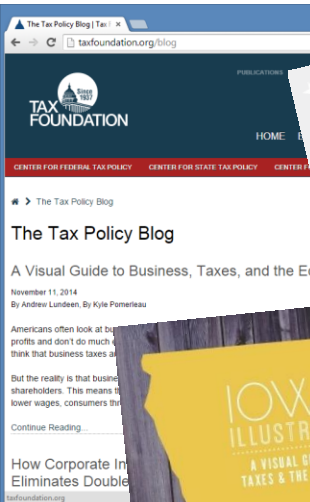 The Tax Policy Blog | Tax F
taxfoundation.org/blog
PUBLICATIONS
Since
1937
TAX
FOUNDATION
HOME
CENTER FOR FEDERAL TAX POLICY CENTER FOR STATE TAX POLICY CENTER F
The Tax Policy Blog
The Tax Policy Blog
A Visual Guide to Business, Taxes, and the E
November 11, 2014
By Andrew Lundeen, By Kyle Pomerleau
Americans often look at bu
profits and don't do much
think that business taxes a
But the reality is that busine
shareholders. This means t
lower wages, consumers thr
Continue Reading...
How Corporate In
Eliminates Double
taxfoundation.org
IOW
ILLUSTR
A VISUAL G
TAXES & THE